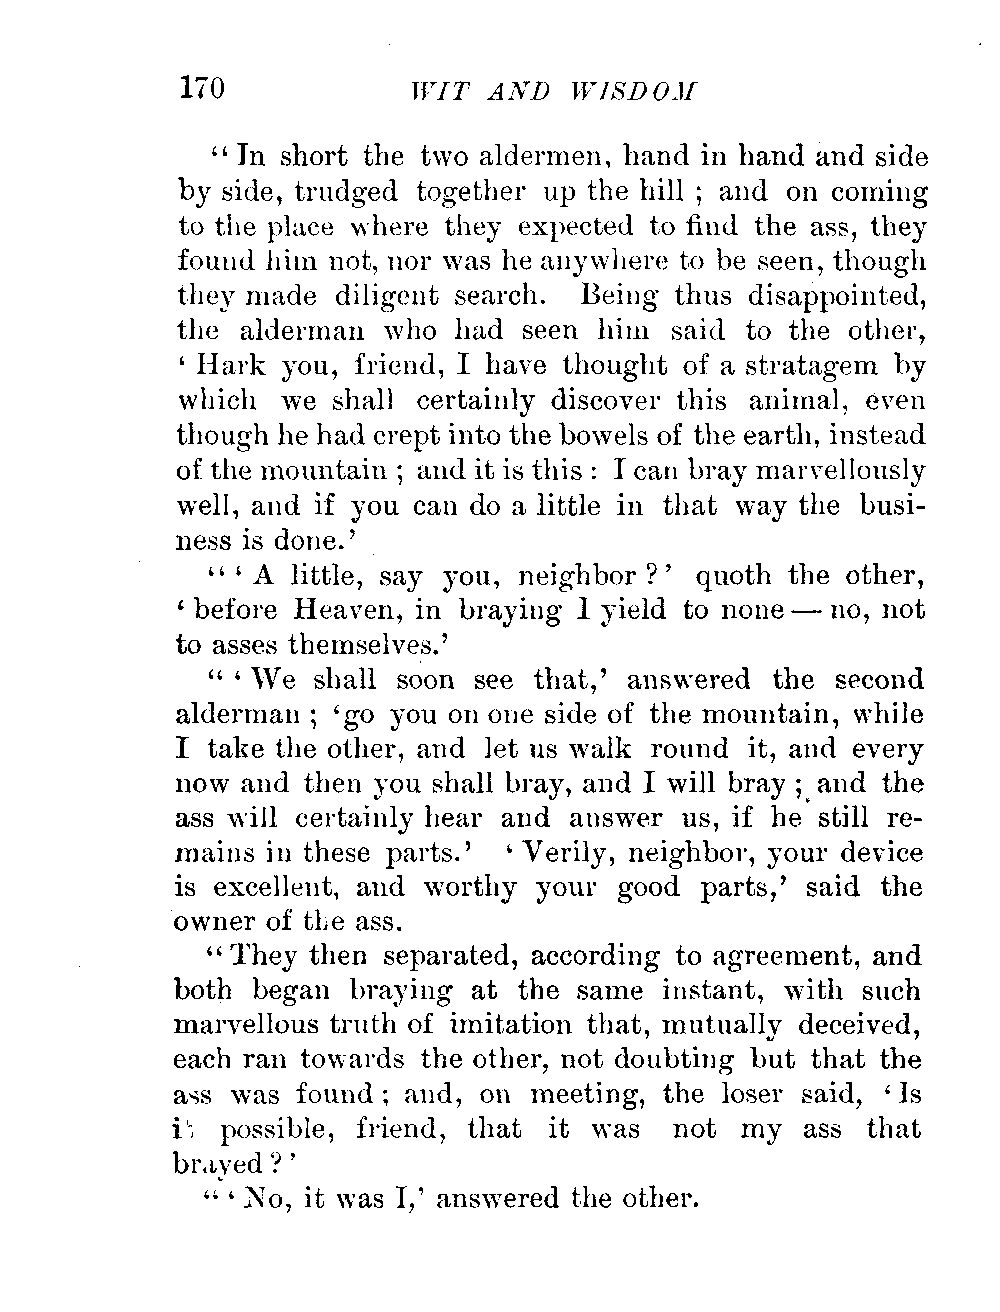 170 WIT AND WISDOM
“ In short the two aldermen, hand in hand and side
by side, trudged together up the hill ; and on coming
to the place where they expected to find the ass, they
found him not, nor was he anywhere to be seen, though
they made diligent search. Being thus disappointed,
the alderman who had seen him said to the other,
‘ Hark you, friend, I have thought of a stratagem by
which we shall certainly discover this animal, even
though he had crept into the bowels of the earth, instead
of the mountain ; and it is this : I can bray marvellously
well, and if you can do a little in that way the busi-
ness is done.’
“ ‘ A little, say you, neighbor ? ’ quoth the other,
‘ before Heaven, in braying I yield to none — no, not
to asses themselves.’
“ ‘ We shall soon see that,’ answered the second
alderman ; ‘go you on one side of the mountain, while
I take the other, and let us walk round it, and every
now and then you shall bray, and I will bray ; and the
ass will certainly hear and answer us, if he still re-
mains in these parts.’ ‘ Verily, neighbor, your device
is excellent, and worthy your good parts,’ said the
owner of the ass.
“ They then separated, according to agreement, and
both began braying at the same instant, with such
marvellous truth of imitation that, mutually deceived,
each ran towards the other, not doubting but that the
ass was found ; and, on meeting, the loser said, ‘ Is
it possible, friend, that it was not my ass that
brayed ? ’
“ ‘ No, it was I,’ answered the other.